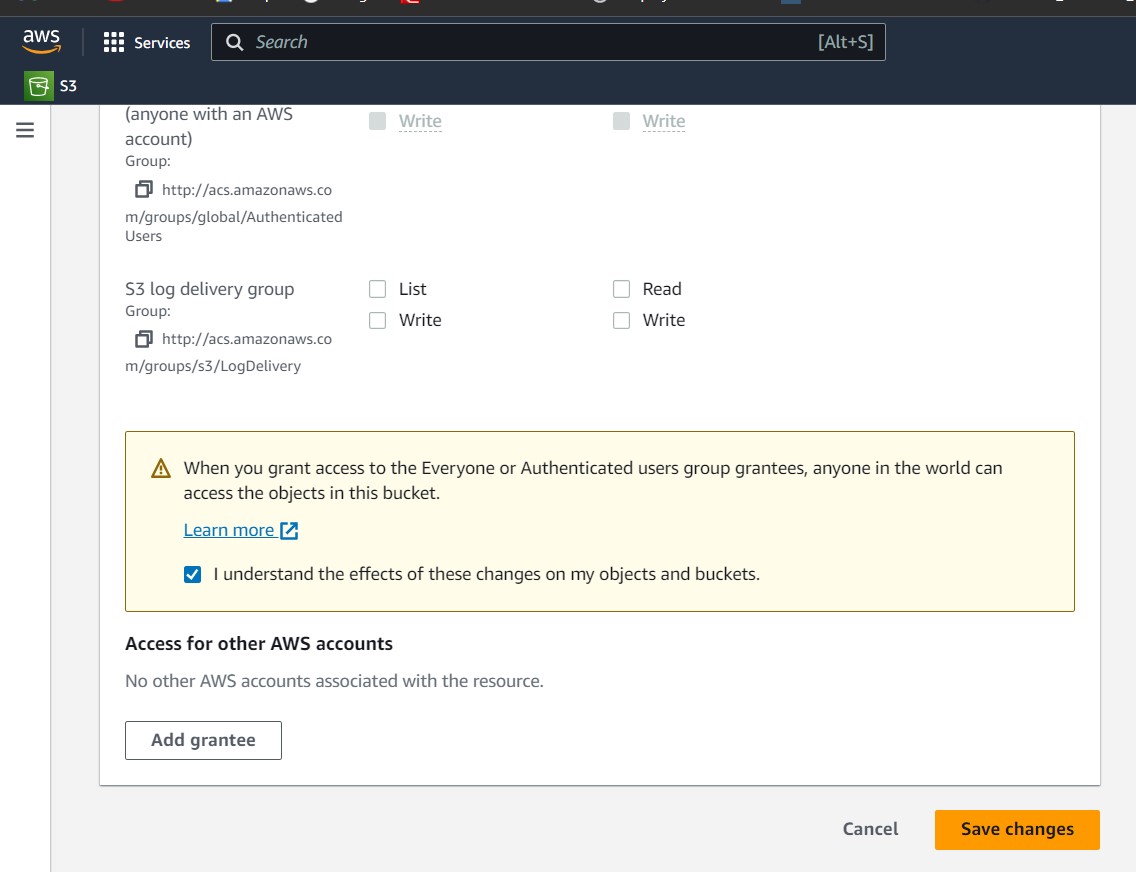 aws
Services
Search
[Alt+S]
S3
(anyone with an AWS
account)
Group:
http://acs.amazonaws.co
m/groups/global/Authenticated
Users
Write
Write
S3 log delivery group
Group:
http://acs.amazonaws.co
m/groups/s3/LogDelivery
List
Write
Read
Write
When you grant access to the Everyone or Authenticated users group grantees, anyone in the world can
access the objects in this bucket.
Learn more
I understand the effects of these changes on my objects and buckets.
Access for other AWS accounts
No other AWS accounts associated with the resource.
Add grantee
Cancel
Save changes